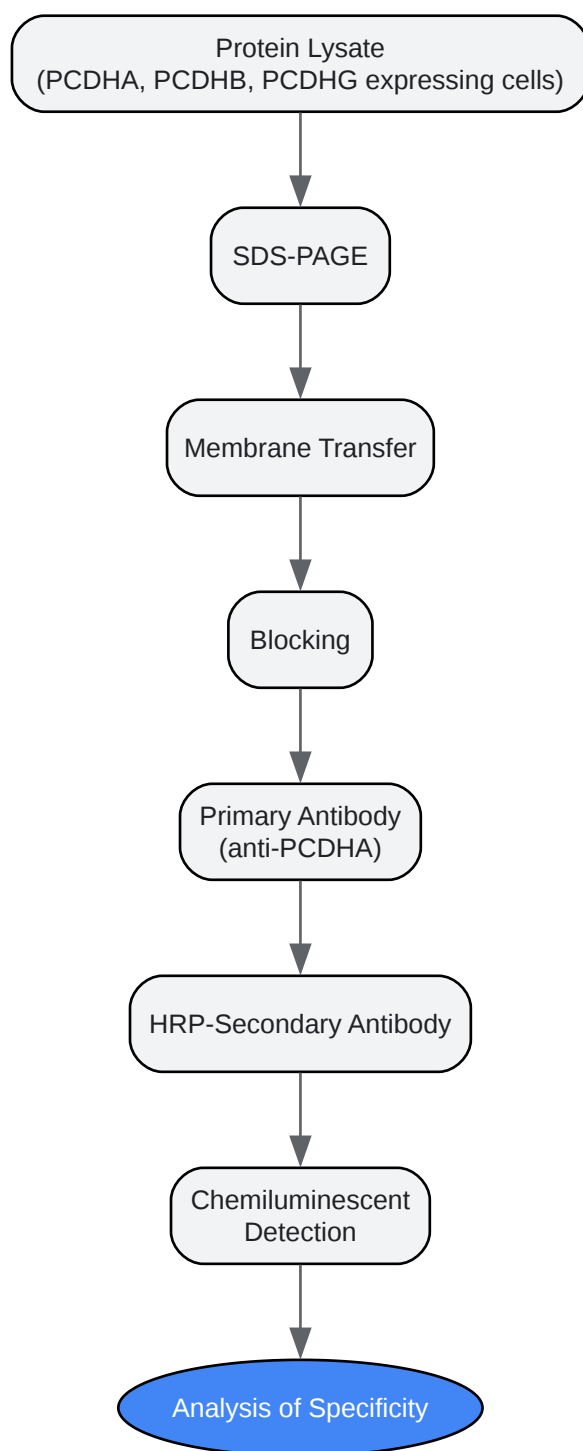 Protein Lysate
(PCDHA, PCDHB, PCDHG expressing cells)
SDS-PAGE
Membrane Transfer
Blocking
Primary Antibody
(anti-PCDHA)
HRP-Secondary Antibody
Chemiluminescent
Detection
Analysis of Specificity